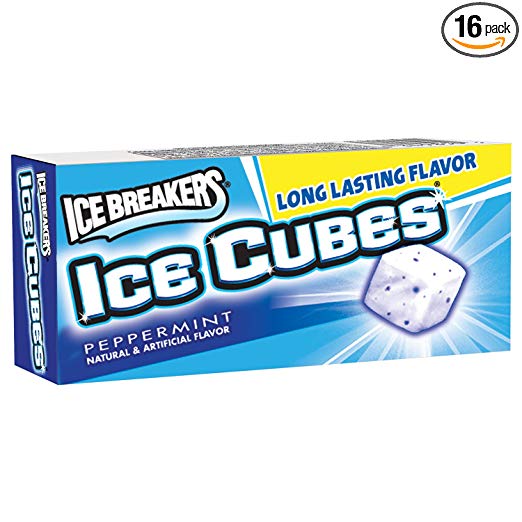 16 pack
ICE BREAKERS®
LONG LASTING FLAVOR
ICE CUBES®
PEPPERMINT
NATURAL & ARTIFICIAL FLAVOR
ICE BREAKERS®
ICE CUBES